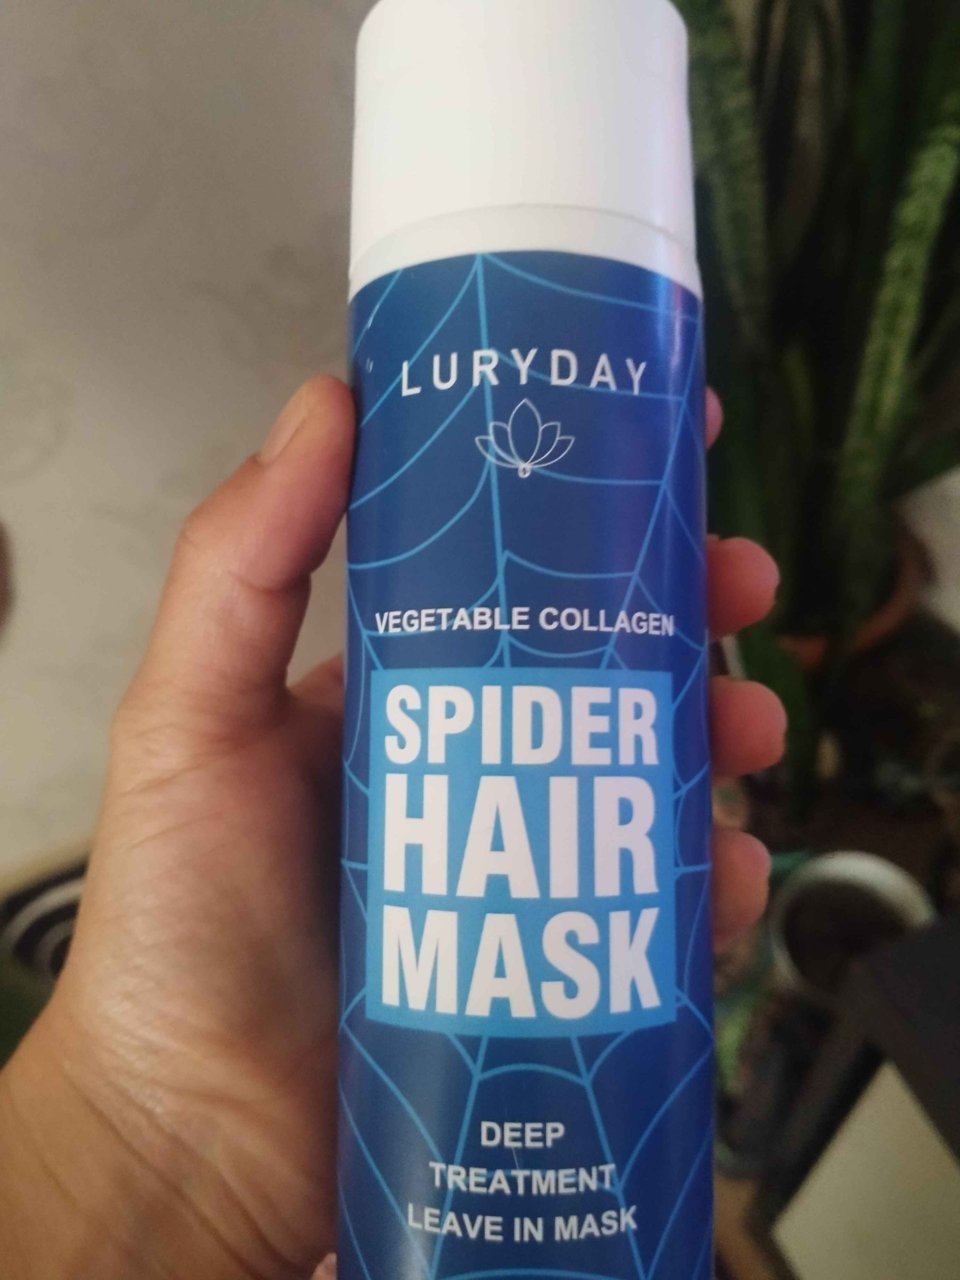 LURYDAY
VEGETABLE COLLAGEN
SPIDER
HAIR
MASK
DEEP
TREATMENT
LEAVE IN MASK